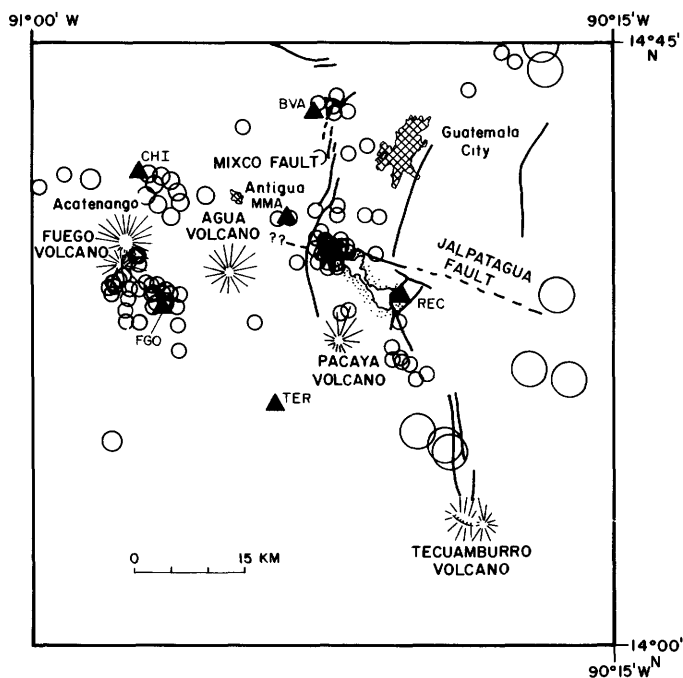 91°00' W
90°15' W
14°45'
N
BVA
Guatemala
City
CHI
MIXCO FAULT
Antigua
MMA
Acatenango
AGUA
VOLCANO
FUEGO
VOLCANO
??
JALPATAGUA
FAULT
REC
FGO
PACAYA
VOLCANO
TER
TECUAMBURRO
VOLCANO
0 15 KM
14°00'
N
90°15' W